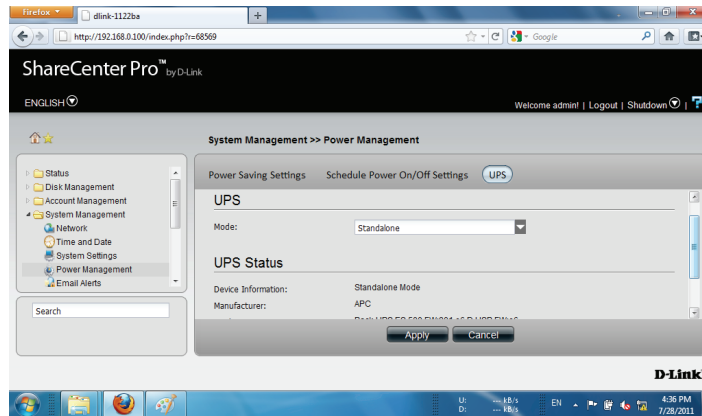 Firefox
dlink-1122ba
http://192.168.0.100/index.php?r=68569
Google
ShareCenter Pro™ by D-Link
ENGLISH
Welcome admin! | Logout | Shutdown | ?
System Management >> Power Management
Status
Disk Management
Account Management
System Management
Network
Time and Date
System Settings
Power Management
Email Alerts
Search
Power Saving Settings Schedule Power On/Off Settings UPS
UPS
Mode: Standalone
UPS Status
Device Information: Standalone Mode
Manufacturer: APC
Apply Cancel
D-Link
U: --- kB/s
D: --- kB/s
EN
4:36 PM
7/28/2011